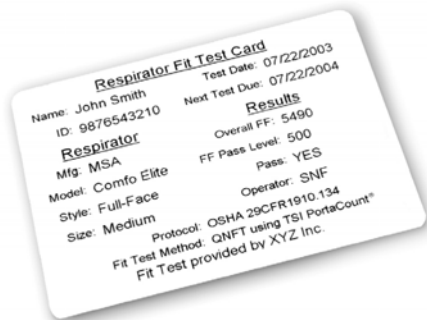 Respirator Fit Test Card
Name: John Smith
Test Date: 07/22/2003
ID: 9876543210
Next Test Due: 07/22/2004
Respirator
Results
Mfg: MSA
Overall FF: 5490
Model: Comfo Elite
FF Pass Level: 500
Style: Full-Face
Pass: YES
Size: Medium
Operator: SNF
Protocol: OSHA 29CFR1910.134
Fit Test Method: QNFT using TSI PortaCount®
Fit Test provided by XYZ Inc.